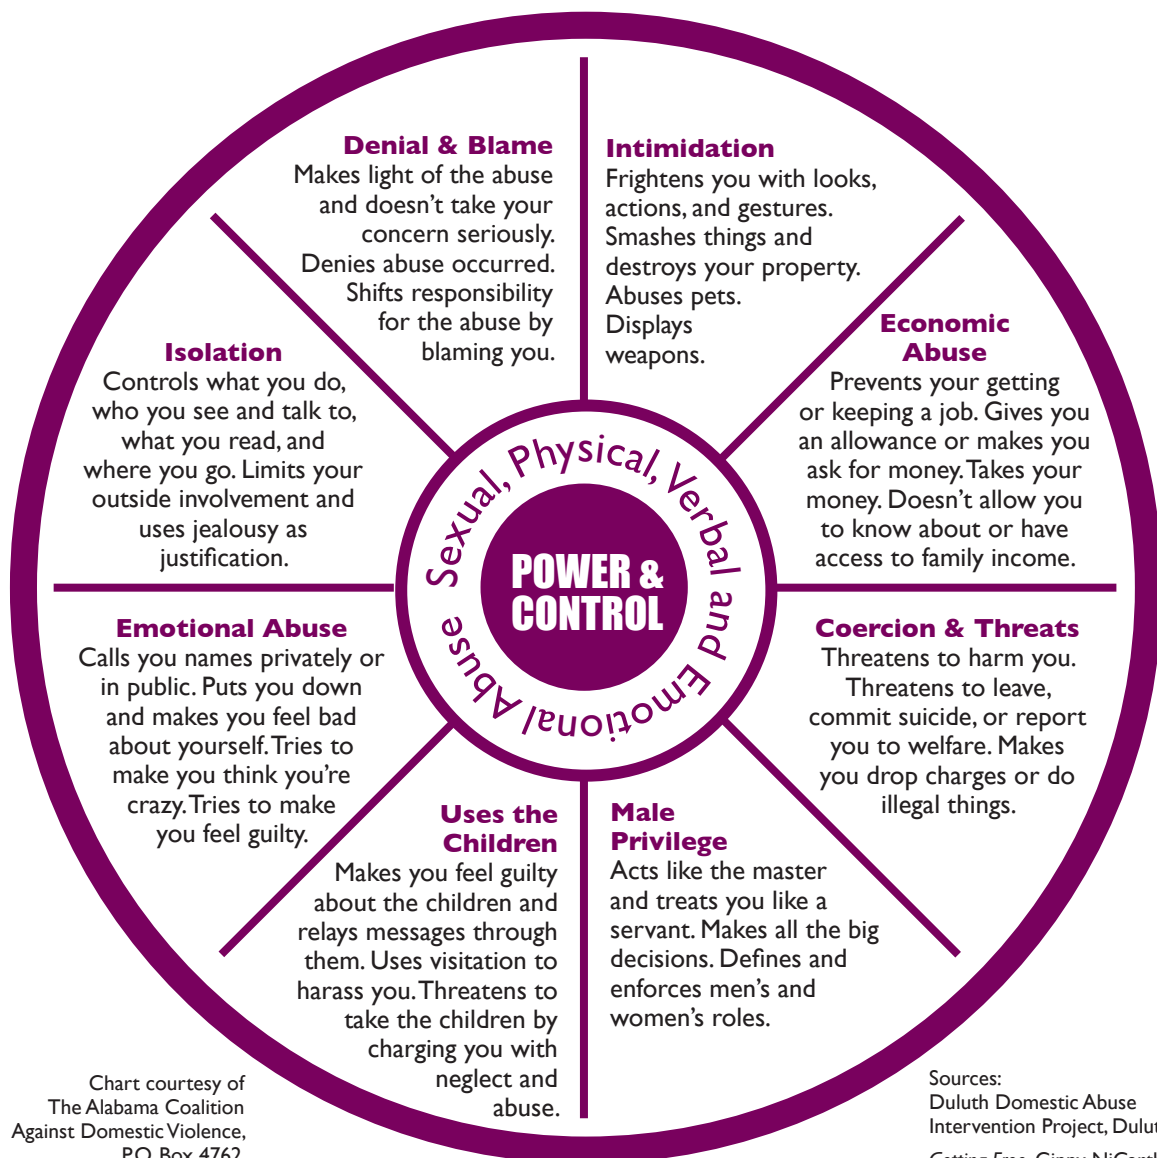 Denial & Blame
Makes light of the abuse
and doesn’t take your
concern seriously.
Denies abuse occurred.
Shifts responsibility
for the abuse by
blaming you.
Intimidation
Frightens you with looks,
actions, and gestures.
Smashes things and
destroys your property.
Abuses pets.
Displays
weapons.
Economic
Abuse
Prevents your getting
or keeping a job. Gives you
an allowance or makes you
ask for money. Takes your
money. Doesn’t allow you
to know about or have
access to family income.
Coercion & Threats
Threatens to harm you.
Threatens to leave,
commit suicide, or report
you to welfare. Makes
you drop charges or do
illegal things.
Male
Privilege
Acts like the master
and treats you like a
servant. Makes all the big
decisions. Defines and
enforces men’s and
women’s roles.
Uses the
Children
Makes you feel guilty
about the children and
relays messages through
them. Uses visitation to
harass you. Threatens to
take the children by
charging you with
neglect and
abuse.
Emotional Abuse
Calls you names privately or
in public. Puts you down
and makes you feel bad
about yourself. Tries to
make you think you’re
crazy. Tries to make
you feel guilty.
Isolation
Controls what you do,
who you see and talk to,
what you read, and
where you go. Limits your
outside involvement and
uses jealousy as
justification.
Sexual, Physical, Verbal and Emotional Abuse
POWER &
CONTROL
Chart courtesy of
The Alabama Coalition
Against Domestic Violence,
P.O. Box 4762,
Sources:
Duluth Domestic Abuse
Intervention Project,
Getting Free, Ginny